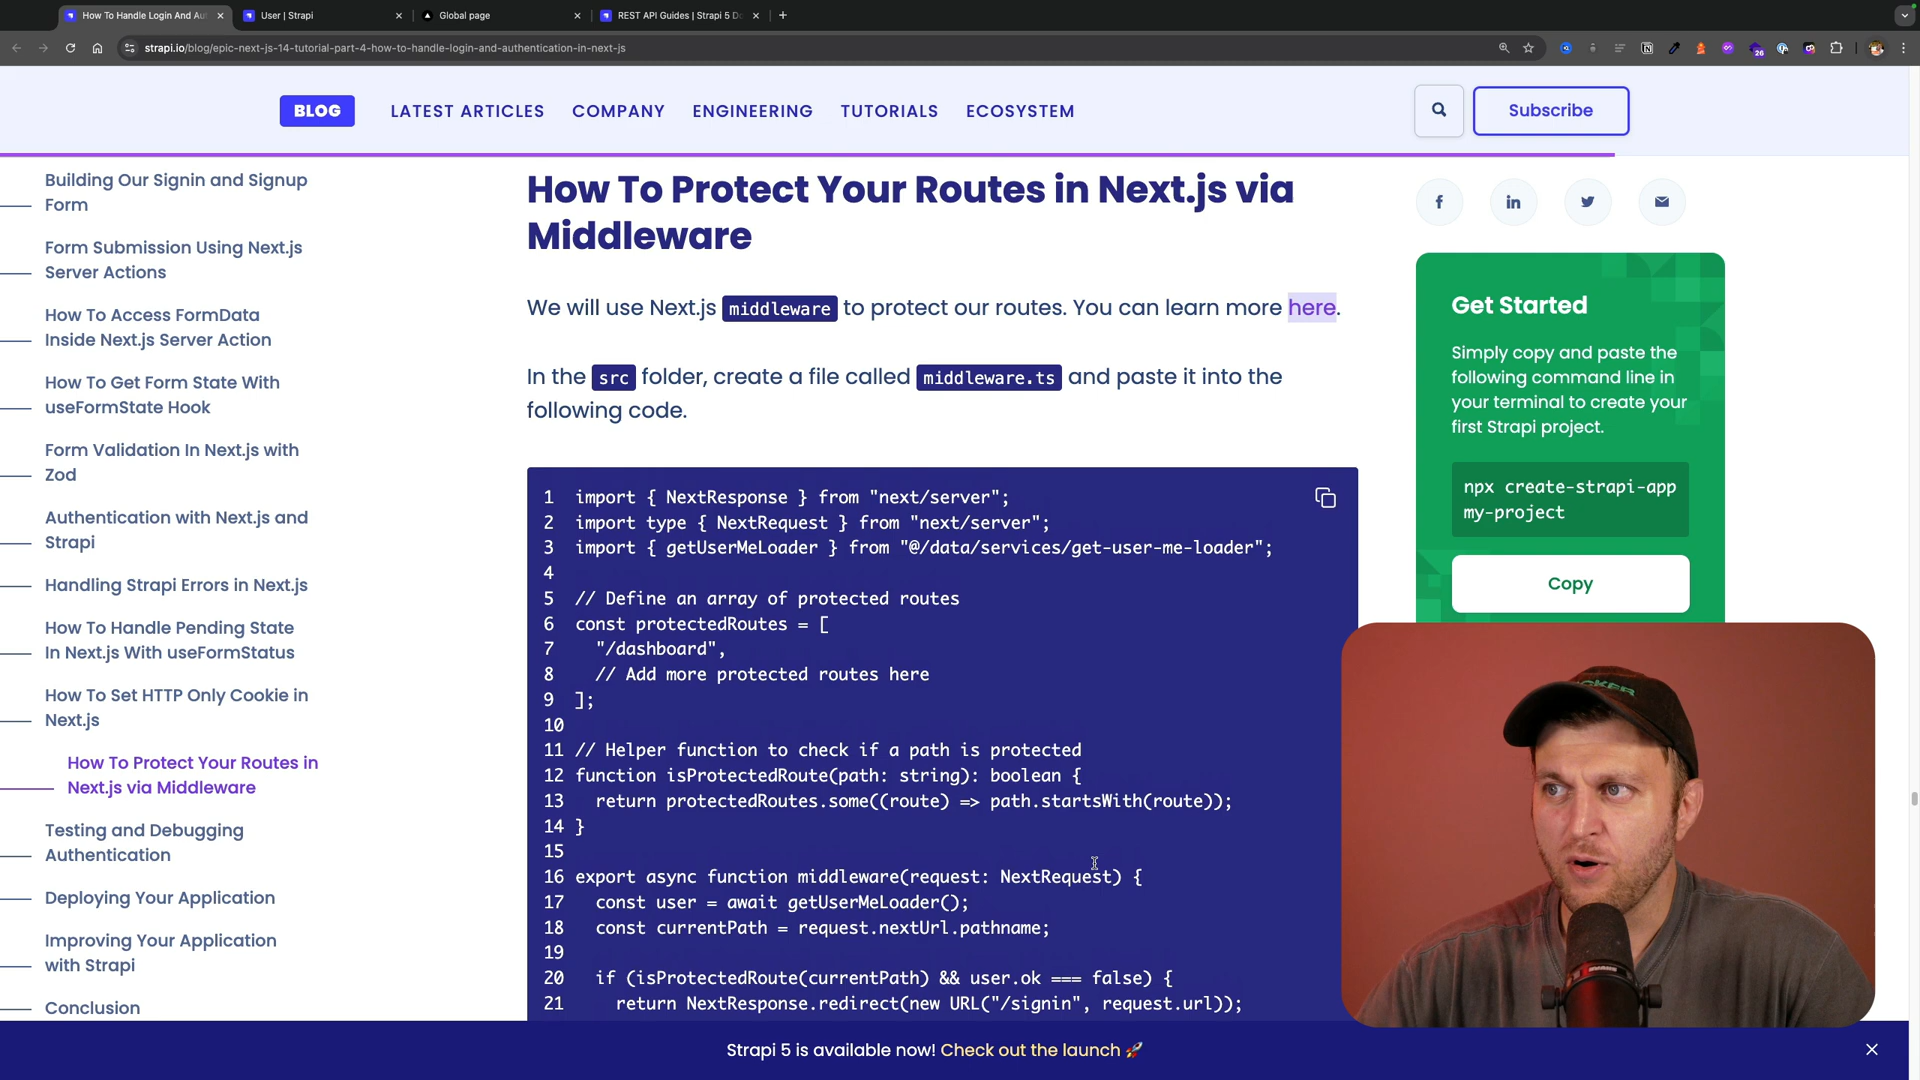 How To Handle Login And Au
User | Strapi
Global page
REST API Guides | Strapi 5 Do
strapi.io/blog/epic-next-js-14-tutorial-part-4-how-to-handle-login-and-authentication-in-next-js
26
BLOG
LATEST ARTICLES
COMPANY
ENGINEERING
TUTORIALS
ECOSYSTEM
Subscribe
Building Our Signin and Signup
Form
Form Submission Using Next.js
Server Actions
How To Access FormData
Inside Next.js Server Action
How To Get Form State With
useFormState Hook
Form Validation In Next.js with
Zod
Authentication with Next.js and
Strapi
Handling Strapi Errors in Next.js
How To Handle Pending State
In Next.js With useFormStatus
How To Set HTTP Only Cookie in
Next.js
How To Protect Your Routes in
Next.js via Middleware
Testing and Debugging
Authentication
Deploying Your Application
Improving Your Application
with Strapi
Conclusion
How To Protect Your Routes in Next.js via
Middleware
We will use Next.js middleware to protect our routes. You can learn more here.
In the src folder, create a file called middleware.ts and paste it into the
following code.
1 import { NextResponse } from "next/server";
2 import type { NextRequest } from "next/server";
3 import { getUserMeLoader } from "@/data/services/get-user-me-loader";
4
5 // Define an array of protected routes
6 const protectedRoutes = [
7 "/dashboard",
8 // Add more protected routes here
9 ];
10
11 // Helper function to check if a path is protected
12 function isProtectedRoute(path: string): boolean {
13 return protectedRoutes.some((route) => path.startsWith(route));
14 }
15
16 export async function middleware(request: NextRequest) {
17 const user = await getUserMeLoader();
18 const currentPath = request.nextUrl.pathname;
19
20 if (isProtectedRoute(currentPath) && user.ok === false) {
21 return NextResponse.redirect(new URL("/signin", request.url));
Get Started
Simply copy and paste the
following command line in
your terminal to create your
first Strapi project.
npx create-strapi-app
my-project
Copy
Strapi 5 is available now! Check out the launch 🚀